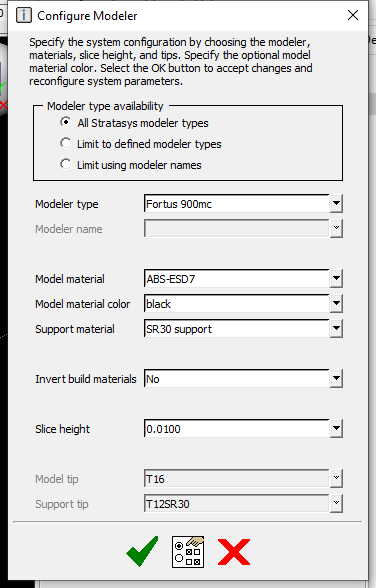 Configure Modeler
Specify the system configuration by choosing the modeler,
materials, slice height, and tips. Specify the optional model
material color. Select the OK button to accept changes and
reconfigure system parameters.
Modeler type availability
All Stratasys modeler types
Limit to defined modeler types
Limit using modeler names
Modeler type Fortus 900mc
Modeler name
Model material ABS-ESD7
Model material color black
Support material SR30 support
Invert build materials No
Slice height 0.0100
Model tip T16
Support tip T12SR30